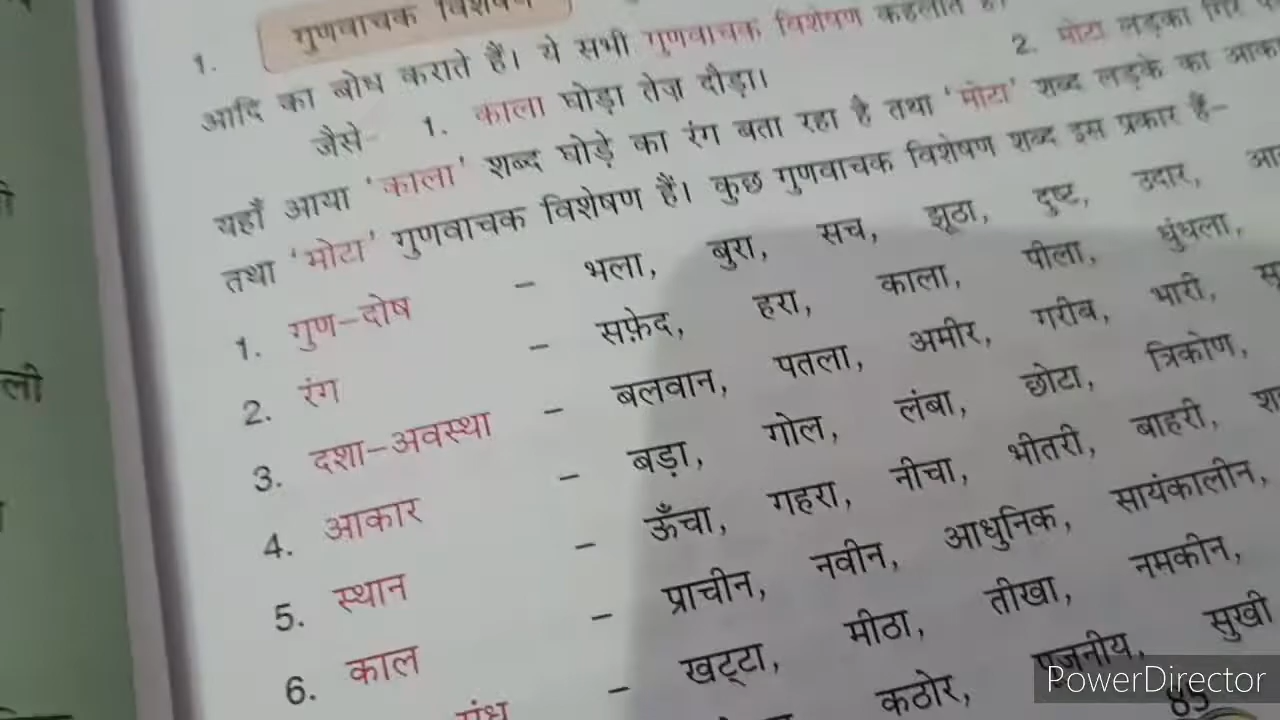 1. गुणवाचक विशेषण
आदि का बोध कराते हैं। ये सभी गुणवाचक विशेषण कहलाते हैं।
जैसे- 1. काला घोड़ा तेज़ दौड़ा। 2. मोटा लड़का गिर
यहाँ आया 'काला' शब्द घोड़े का रंग बता रहा है तथा 'मोटा' शब्द लड़के का
तथा 'मोटा' गुणवाचक विशेषण हैं। कुछ गुणवाचक विशेषण शब्द इस प्रकार हैं-
1. गुण-दोष - भला, बुरा, सच, झूठा, दुष्ट, उदार,
2. रंग - सफ़ेद, हरा, काला, पीला, धुंधला,
3. दशा-अवस्था - बलवान, पतला, अमीर, गरीब, भारी,
4. आकार - बड़ा, गोल, लंबा, छोटा, त्रिकोण,
5. स्थान - ऊँचा, गहरा, नीचा, भीतरी, बाहरी,
6. काल - प्राचीन, नवीन, आधुनिक, सायंकालीन,
- खट्टा, मीठा, तीखा, नमकीन,
कठोर, पूजनीय, सुखी
ली
85
PowerDirector